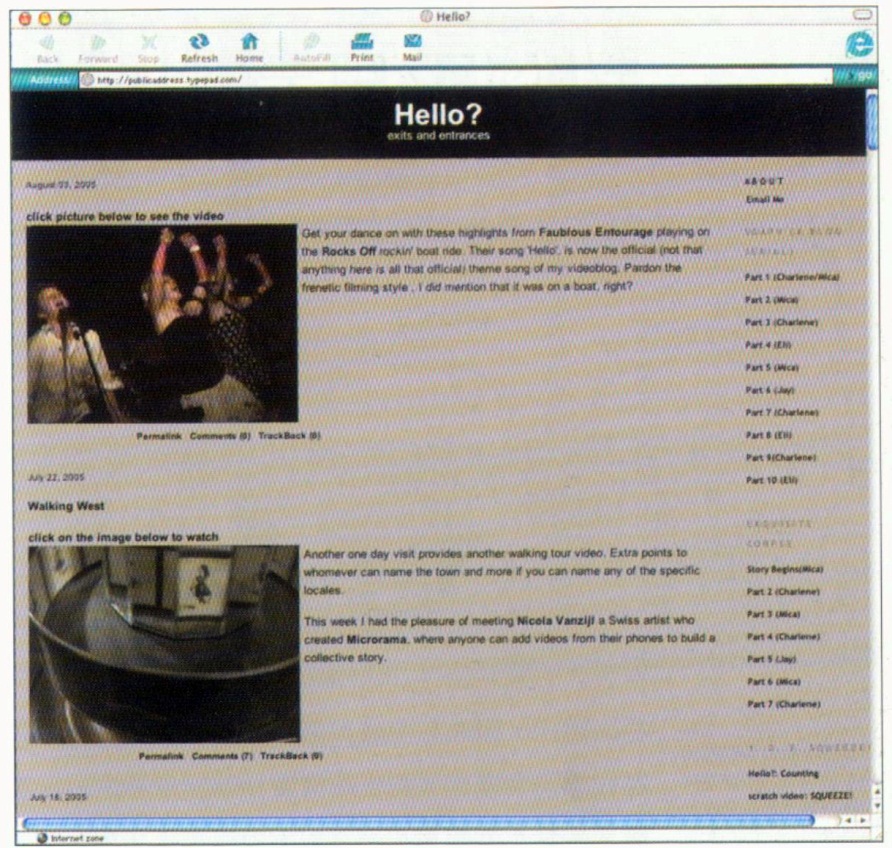 Hello?
Back Forward Stop Refresh Home AutoFill Print Mail
Address http://publicaddress.typepad.com/ go
Hello?
exits and entrances
August 03, 2005
click picture below to see the video
Get your dance on with these highlights from Faublous Entourage playing on
the Rocks Off rockin' boat ride. Their song 'Hello', is now the official (not that
anything here is all that official) theme song of my videoblog. Pardon the
frenetic filming style , I did mention that it was on a boat, right?
Permalink Comments (0) TrackBack (0)
July 22, 2005
Walking West
click on the image below to watch
Another one day visit provides another walking tour video. Extra points to
whomever can name the town and more if you can name any of the specific
locales.
This week I had the pleasure of meeting Nicola Vanzijl a Swiss artist who
created Microrama, where anyone can add videos from their phones to build a
collective story.
Permalink Comments (7) TrackBack (0)
July 18, 2005
ABOUT
Email Me
SOAPY (A BLOG
SERIAL)
Part 1 (Charlene/Mica)
Part 2 (Mica)
Part 3 (Charlene)
Part 4 (Eli)
Part 5 (Mica)
Part 6 (Jay)
Part 7 (Charlene)
Part 8 (Eli)
Part 9(Charlene)
Part 10 (Eli)
EXQUISITE
CORPSE
Story Begins(Mica)
Part 2 (Charlene)
Part 3 (Mica)
Part 4 (Charlene)
Part 5 (Jay)
Part 6 (Mica)
Part 7 (Charlene)
1, 2, 3, SQUEEZE!
Hello?: Counting
scratch video: SQUEEZE!
Internet zone